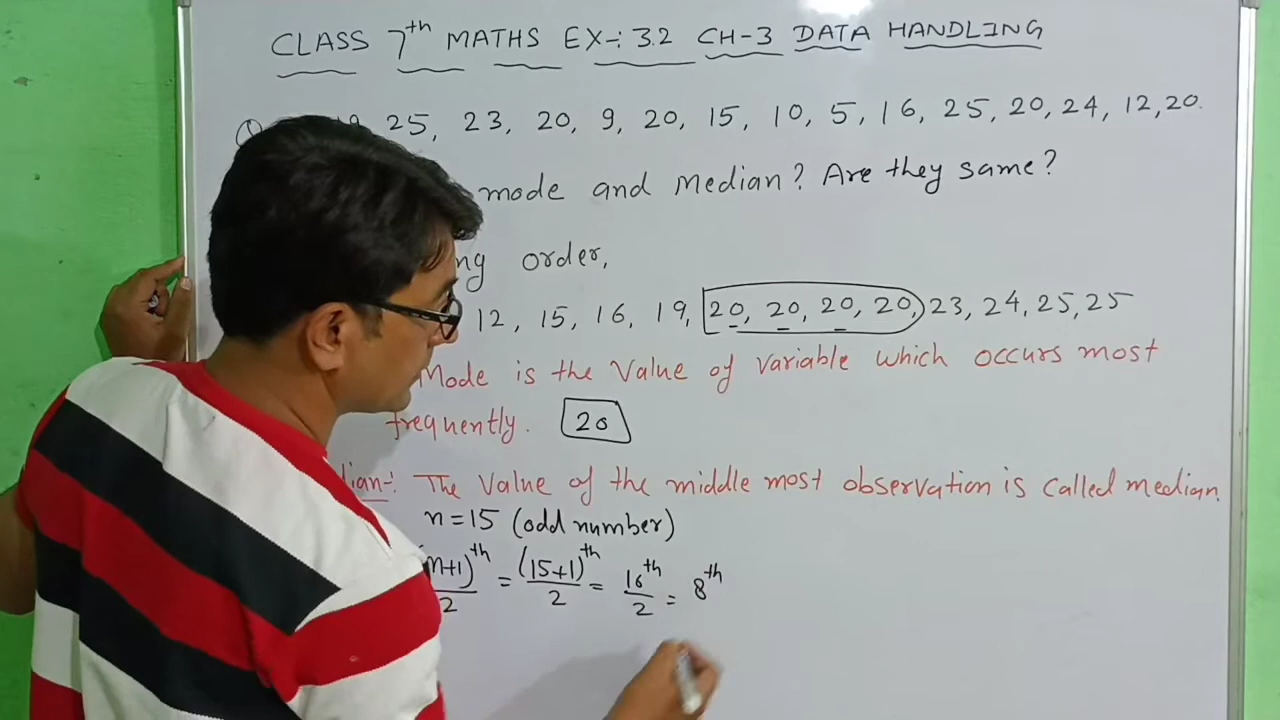 CLASS 7th MATHS EX-: 3.2 CH-3 DATA HANDLING
25, 23, 20, 9, 20, 15, 10, 5, 16, 25, 20, 24, 12, 20.
mode and Median? Are they same?
ng order,
12, 15, 16, 19, 20, 20, 20, 20, 23, 24, 25, 25
Mode is the Value of variable which occurs most
frequently. 20
dian-: The Value of the middle most observation is called median.
n=15 (odd number)
(n+1)th/2 = (15+1)th/2 = 16th/2 = 8th